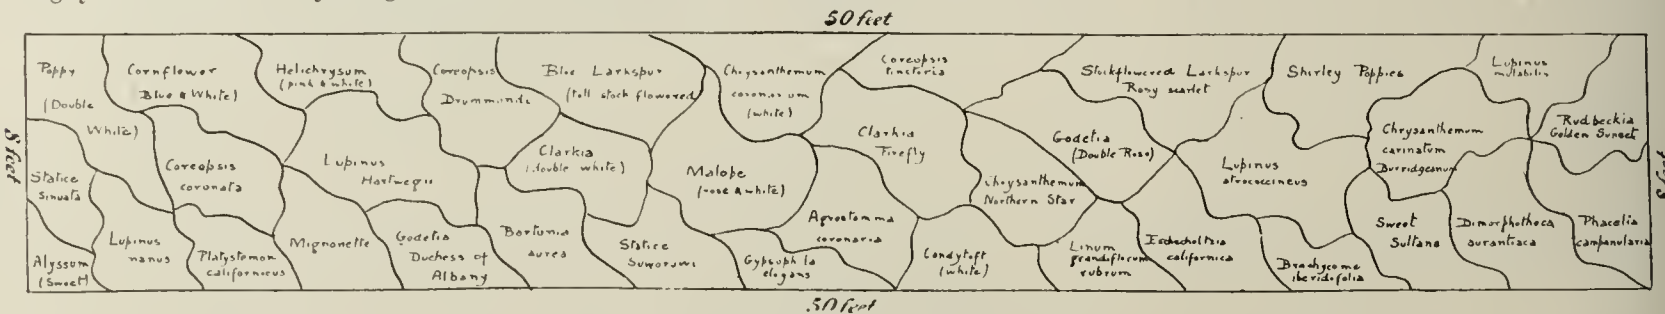 50 feet
8 feet
Poppy
(Double
White)
Cornflower
Blue & White)
Helichrysum
(pink & white)
Coreopsis
Drummondi
Blue Larkspur
(tall stock flowered)
Chrysanthemum
coronarium
(white)
Coreopsis
tinctoria
Stockflowered Larkspur
Rosy scarlet
Shirley Poppies
Lupinus
mutabilis
Rudbeckia
Golden Sunset
Statice
Sinuata
Coreopsis
coronata
Lupinus
Hartwegii
Clarkia
(double white)
Malope
(rose & white)
Clarkia
Firefly
Godetia
(Double Rose)
Chrysanthemum
Northern Star
Lupinus
atrococcineus
Chrysanthemum
carinatum
Burridgeanum
Alyssum
(Sweet)
Lupinus
nanus
Platystemon
californicus
Mignonette
Godetia
Duchess of
Albany
Bartonia
aurea
Statice
Suworowi
Gypsophila
elegans
Agrostemma
coronaria
Candytuft
(white)
Linum
grandiflorum
rubrum
Eschscholtzia
californica
Brachycome
iberidifolia
Sweet
Sultana
Dimorphotheca
aurantiaca
Phacelia
campanularia
50 feet